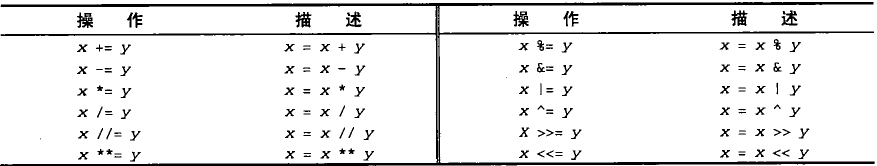 操 作 描 述 操 作 描 述
x += y x = x + y x %= y x = x % y
x -= y x = x - y x &= y x = x & y
x *= y x = x * y x |= y x = x | y
x /= y x = x / y x ^= y x = x ^ y
x //= y x = x // y X >>= y x = x >> y
x **= y x = x ** y x <<= y x = x << y